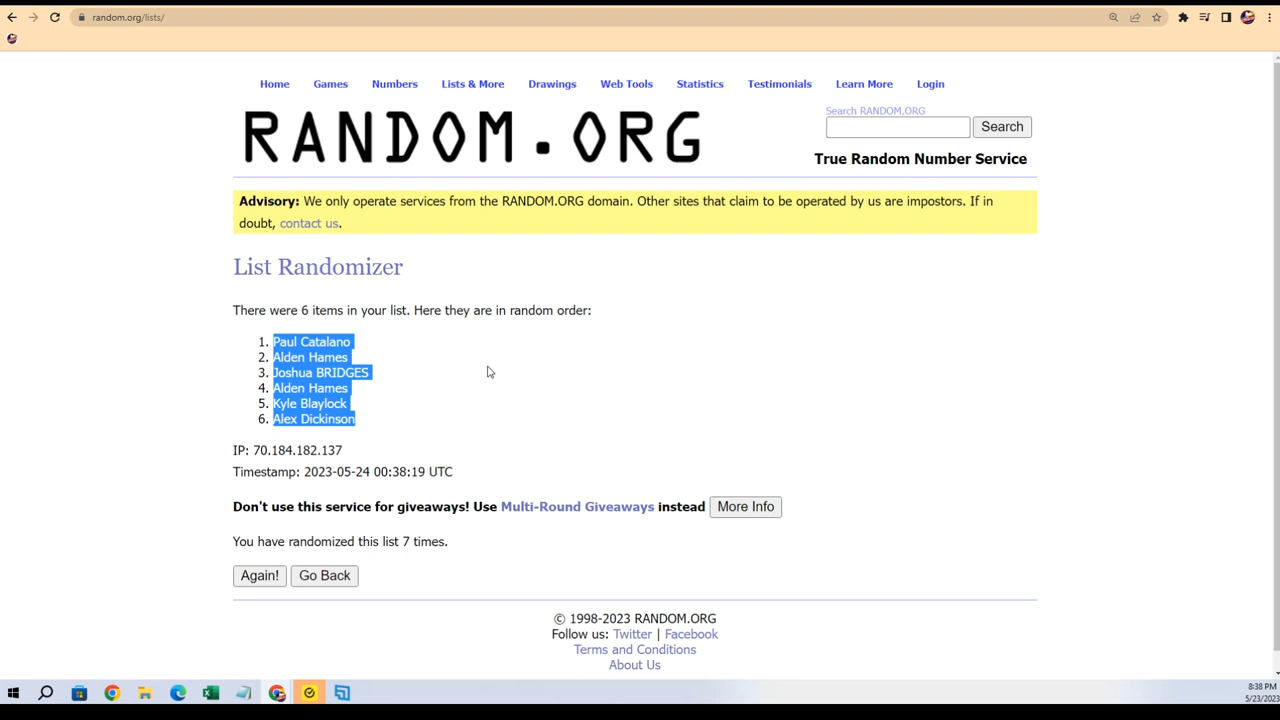 random.org/lists/
Home Games Numbers Lists & More Drawings Web Tools Statistics Testimonials Learn More Login
RANDOM.ORG
Search RANDOM.ORG
Search
True Random Number Service
Advisory: We only operate services from the RANDOM.ORG domain. Other sites that claim to be operated by us are impostors. If in
doubt, contact us.
List Randomizer
There were 6 items in your list. Here they are in random order:
1. Paul Catalano
2. Alden Hames
3. Joshua BRIDGES
4. Alden Hames
5. Kyle Blaylock
6. Alex Dickinson
IP: 70.184.182.137
Timestamp: 2023-05-24 00:38:19 UTC
Don't use this service for giveaways! Use Multi-Round Giveaways instead More Info
You have randomized this list 7 times.
Again! Go Back
© 1998-2023 RANDOM.ORG
Follow us: Twitter | Facebook
Terms and Conditions
About Us
8:38 PM
5/23/2023